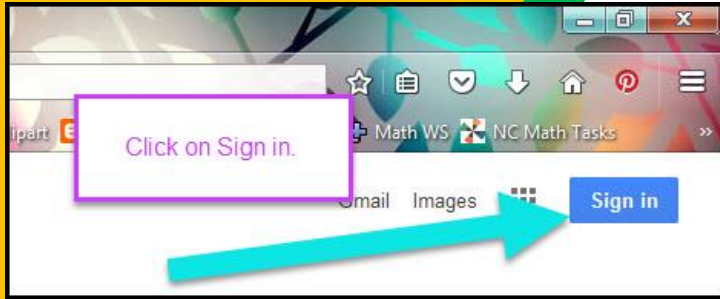 ipart
Math WS NC Math Tasks »
Click on Sign in.
Gmail Images Sign in